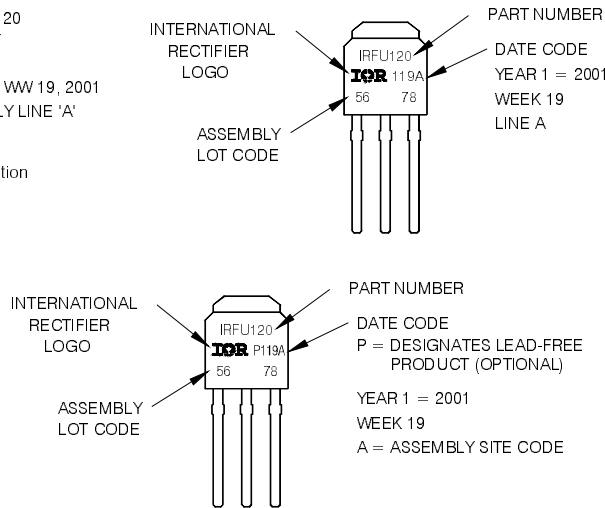 20
WW 19, 2001
LY LINE 'A'
tion
INTERNATIONAL
RECTIFIER
LOGO
ASSEMBLY
LOT CODE
IRFU120
IOR 119A
56 78
PART NUMBER
DATE CODE
YEAR 1 = 2001
WEEK 19
LINE A
INTERNATIONAL
RECTIFIER
LOGO
ASSEMBLY
LOT CODE
IRFU120
IOR P119A
56 78
PART NUMBER
DATE CODE
P = DESIGNATES LEAD-FREE
PRODUCT (OPTIONAL)
YEAR 1 = 2001
WEEK 19
A = ASSEMBLY SITE CODE